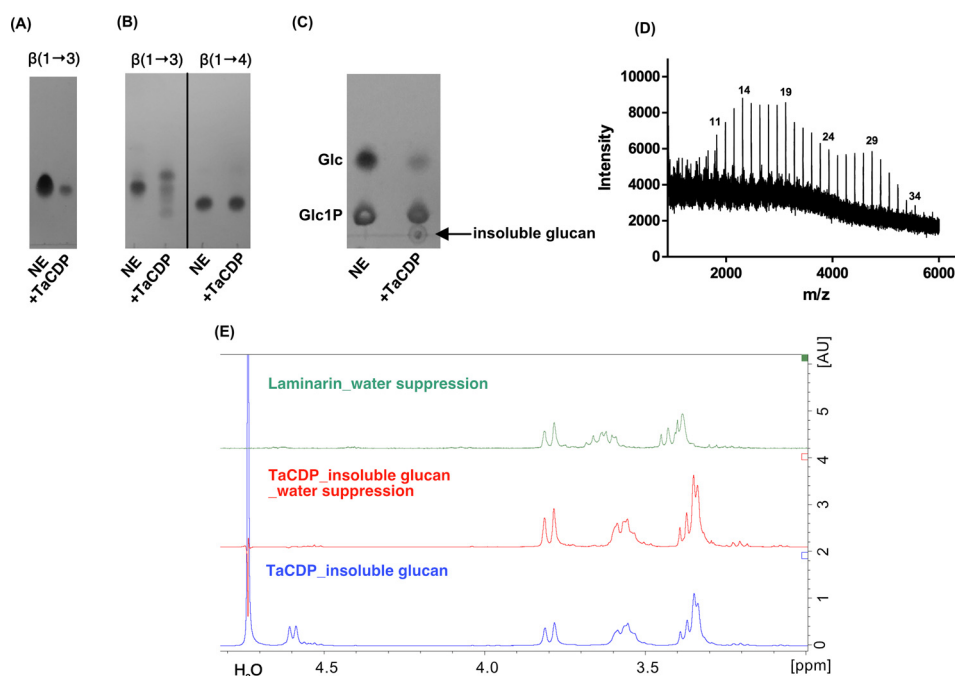 (A)
β(1→3)
NE
+TaCDP
(B)
β(1→3) β(1→4)
NE
+TaCDP
NE
+TaCDP
(C)
Glc
Glc1P
insoluble glucan
NE
+TaCDP
(D)
Intensity
10000
8000
6000
4000
2000
0
11
14
19
24
29
34
2000 4000 6000
m/z
(E)
Laminarin_water suppression
TaCDP_insoluble glucan
_water suppression
TaCDP_insoluble glucan
[AU]
5
4
3
2
1
0
H₂O 4.5 4.0 3.5 [ppm]